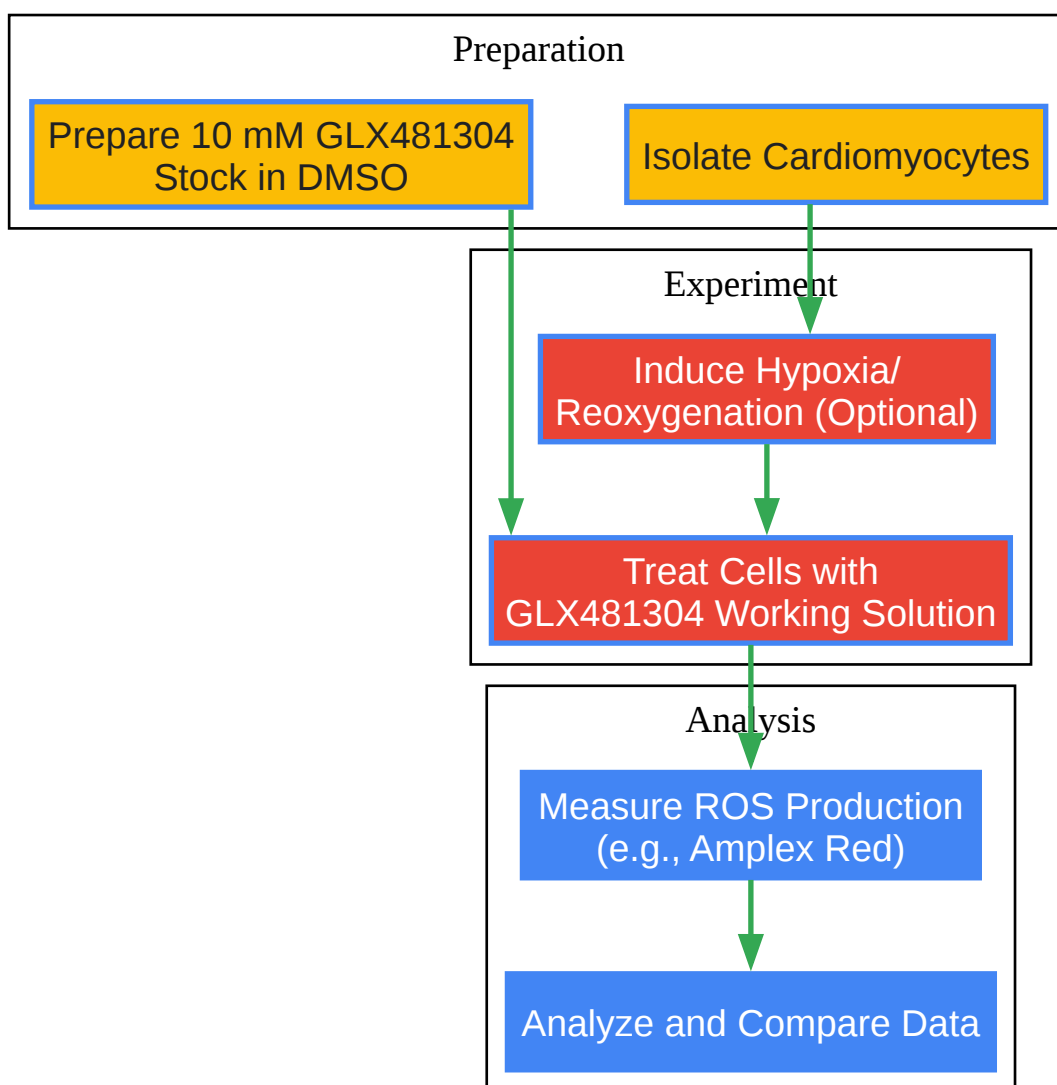 Preparation
Prepare 10 mM GLX481304
Stock in DMSO
Isolate Cardiomyocytes
Experiment
Induce Hypoxia/
Reoxygenation (Optional)
Treat Cells with
GLX481304 Working Solution
Analysis
Measure ROS Production
(e.g., Amplex Red)
Analyze and Compare Data